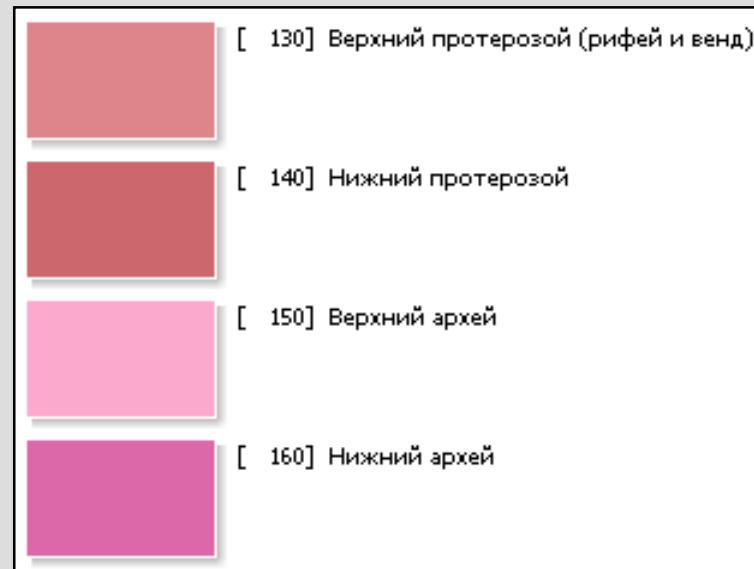 [ 130] Верхний протерозой (рифей и венд)
[ 140] Нижний протерозой
[ 150] Верхний архей
[ 160] Нижний архей